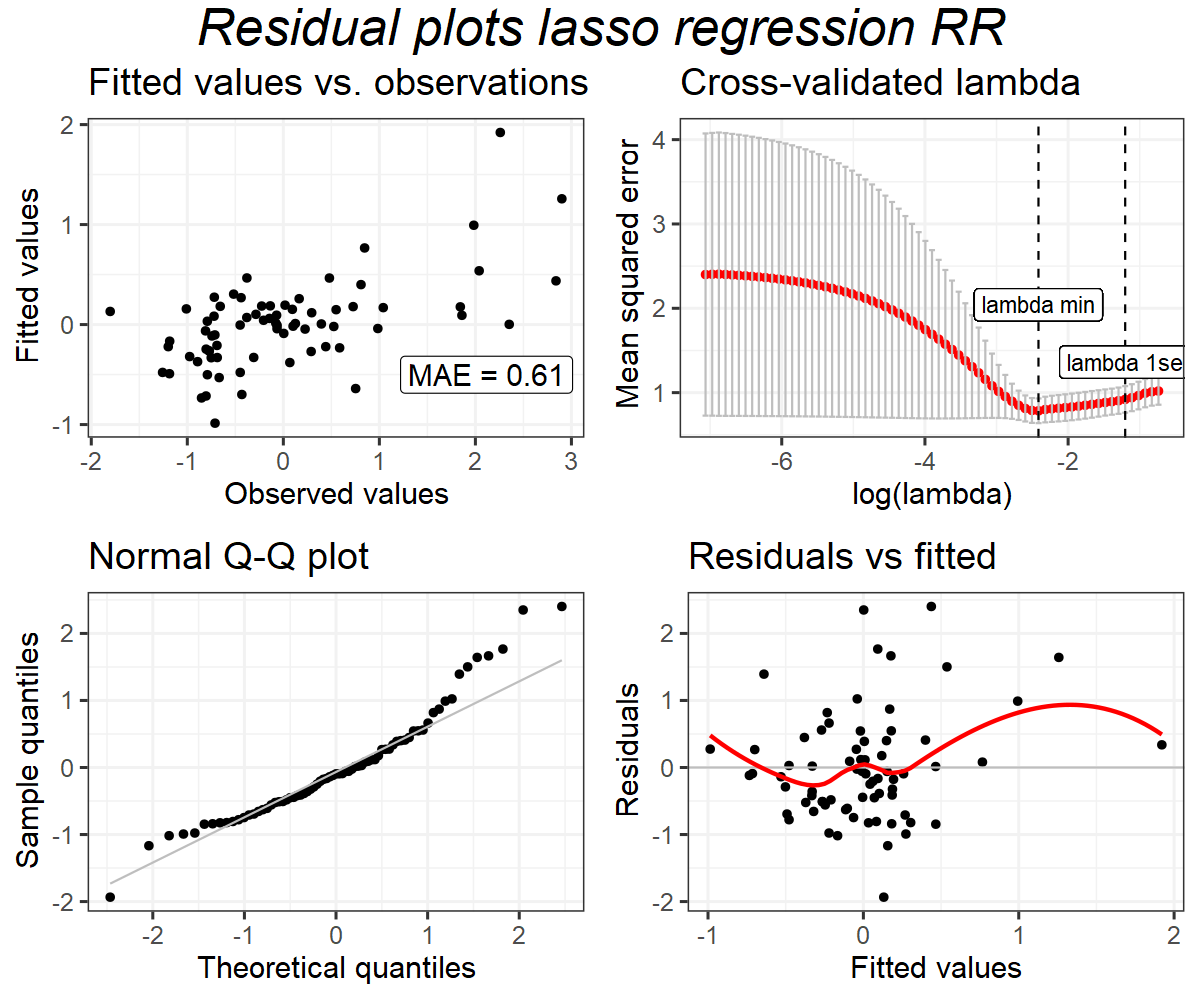 Residual plots lasso regression RR
Fitted values vs. observations
Fitted values
2
1
0
-1
MAE = 0.61
-2 -1 0 1 2 3
Observed values
Cross-validated lambda
Mean squared error
4
3
2
1
lambda min
lambda 1se
-6 -4 -2
log(lambda)
Normal Q-Q plot
Sample quantiles
2
1
0
-1
-2
-2 -1 0 1 2
Theoretical quantiles
Residuals vs fitted
Residuals
2
1
0
-1
-2
-1 0 1 2
Fitted values